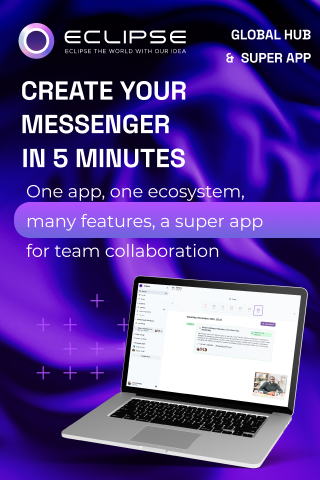 ECLIPSE
ECLIPSE THE WORLD WITH OUR IDEA
GLOBAL HUB
& SUPER APP
CREATE YOUR
MESSENGER
IN 5 MINUTES
One app, one ecosystem,
many features, a super app
for team collaboration